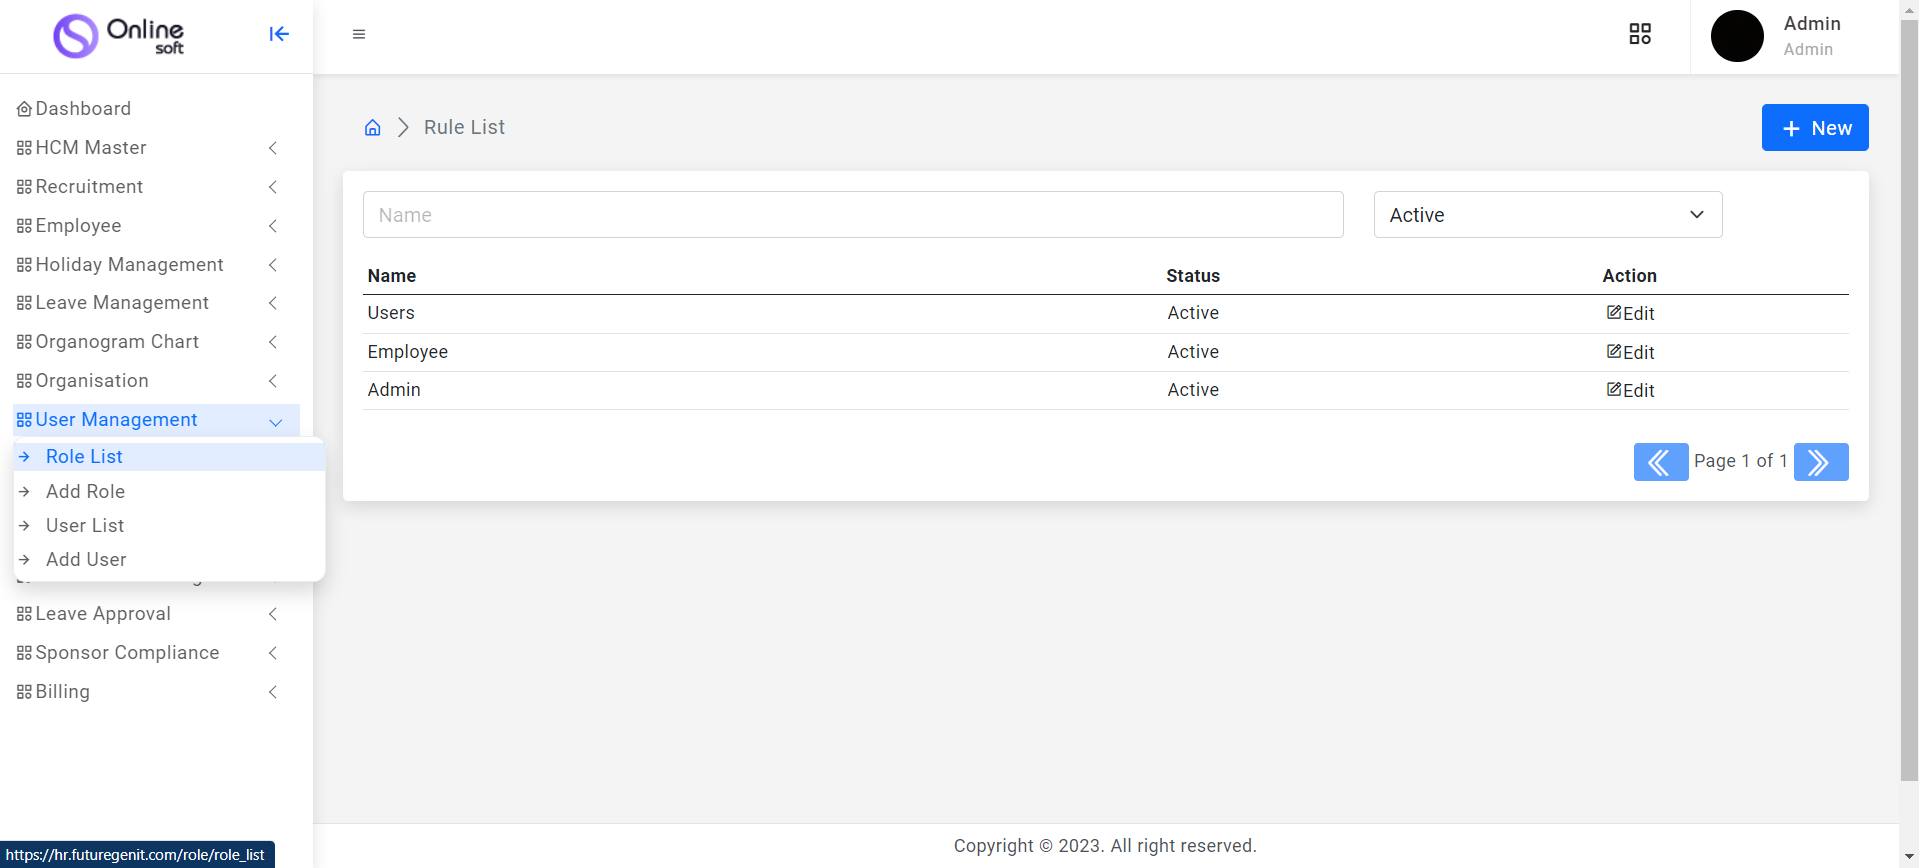 Online
soft
Admin
Admin
Dashboard
HCM Master
Recruitment
Employee
Holiday Management
Leave Management
Organogram Chart
Organisation
User Management
Role List
Add Role
User List
Add User
Leave Approval
Sponsor Compliance
Billing
Rule List
New
Name
Active
Name Status Action
Users Active Edit
Employee Active Edit
Admin Active Edit
Page 1 of 1
Copyright © 2023. All right reserved.
https://hr.futuregenit.com/role/role_list